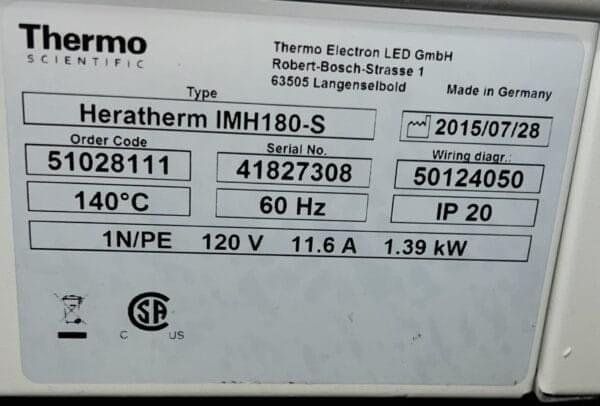 Thermo
SCIENTIFIC
Thermo Electron LED GmbH
Robert-Bosch-Strasse 1
63505 Langenselbold
Made in Germany
Type
Heratherm IMH180-S
2015/07/28
Order Code
Serial No.
Wiring diagr.:
51028111
41827308
50124050
140°C
60 Hz
IP 20
1N/PE 120 V 11.6 A 1.39 kW
SA
C US